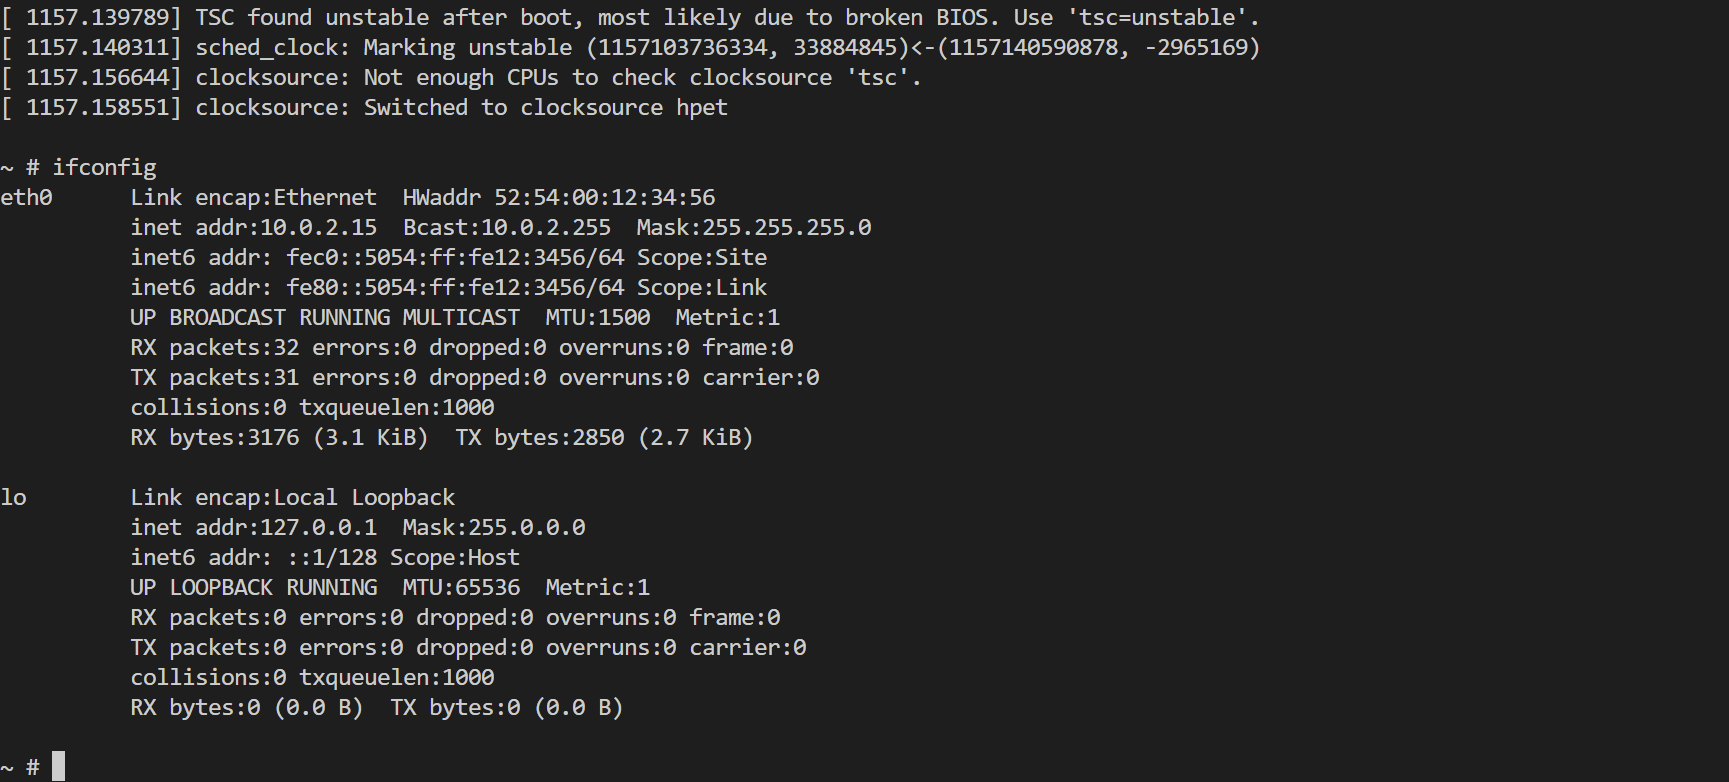 [ 1157.139789] TSC found unstable after boot, most likely due to broken BIOS. Use 'tsc=unstable'.
[ 1157.140311] sched_clock: Marking unstable (1157103736334, 33884845)<-(1157140590878, -2965169)
[ 1157.156644] clocksource: Not enough CPUs to check clocksource 'tsc'.
[ 1157.158551] clocksource: Switched to clocksource hpet
~ # ifconfig
eth0      Link encap:Ethernet  HWaddr 52:54:00:12:34:56
          inet addr:10.0.2.15  Bcast:10.0.2.255  Mask:255.255.255.0
          inet6 addr: fec0::5054:ff:fe12:3456/64 Scope:Site
          inet6 addr: fe80::5054:ff:fe12:3456/64 Scope:Link
          UP BROADCAST RUNNING MULTICAST  MTU:1500  Metric:1
          RX packets:32 errors:0 dropped:0 overruns:0 frame:0
          TX packets:31 errors:0 dropped:0 overruns:0 carrier:0
          collisions:0 txqueuelen:1000
          RX bytes:3176 (3.1 KiB)  TX bytes:2850 (2.7 KiB)
lo        Link encap:Local Loopback
          inet addr:127.0.0.1  Mask:255.0.0.0
          inet6 addr: ::1/128 Scope:Host
          UP LOOPBACK RUNNING  MTU:65536  Metric:1
          RX packets:0 errors:0 dropped:0 overruns:0 frame:0
          TX packets:0 errors:0 dropped:0 overruns:0 carrier:0
          collisions:0 txqueuelen:1000
          RX bytes:0 (0.0 B)  TX bytes:0 (0.0 B)
~ #